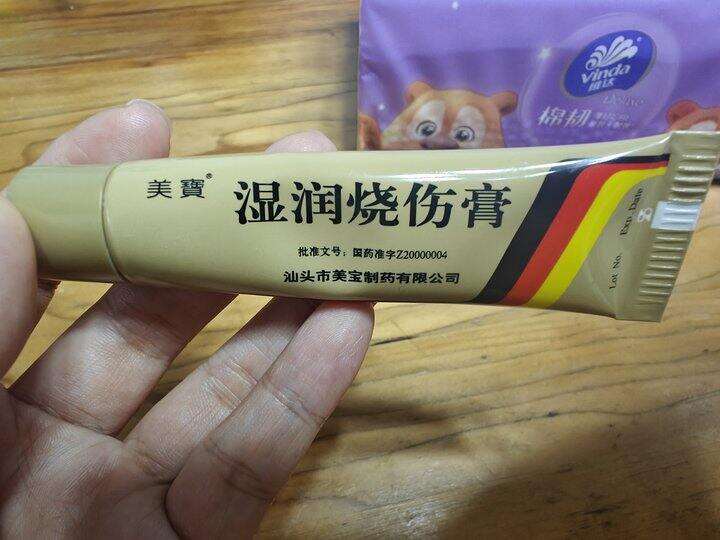 Vinda
维达
Deluxe
棉韧
美寶®
湿润烧伤膏
批准文号：国药准字Z20000004
汕头市美宝制药有限公司
Lot No.
Exp Date